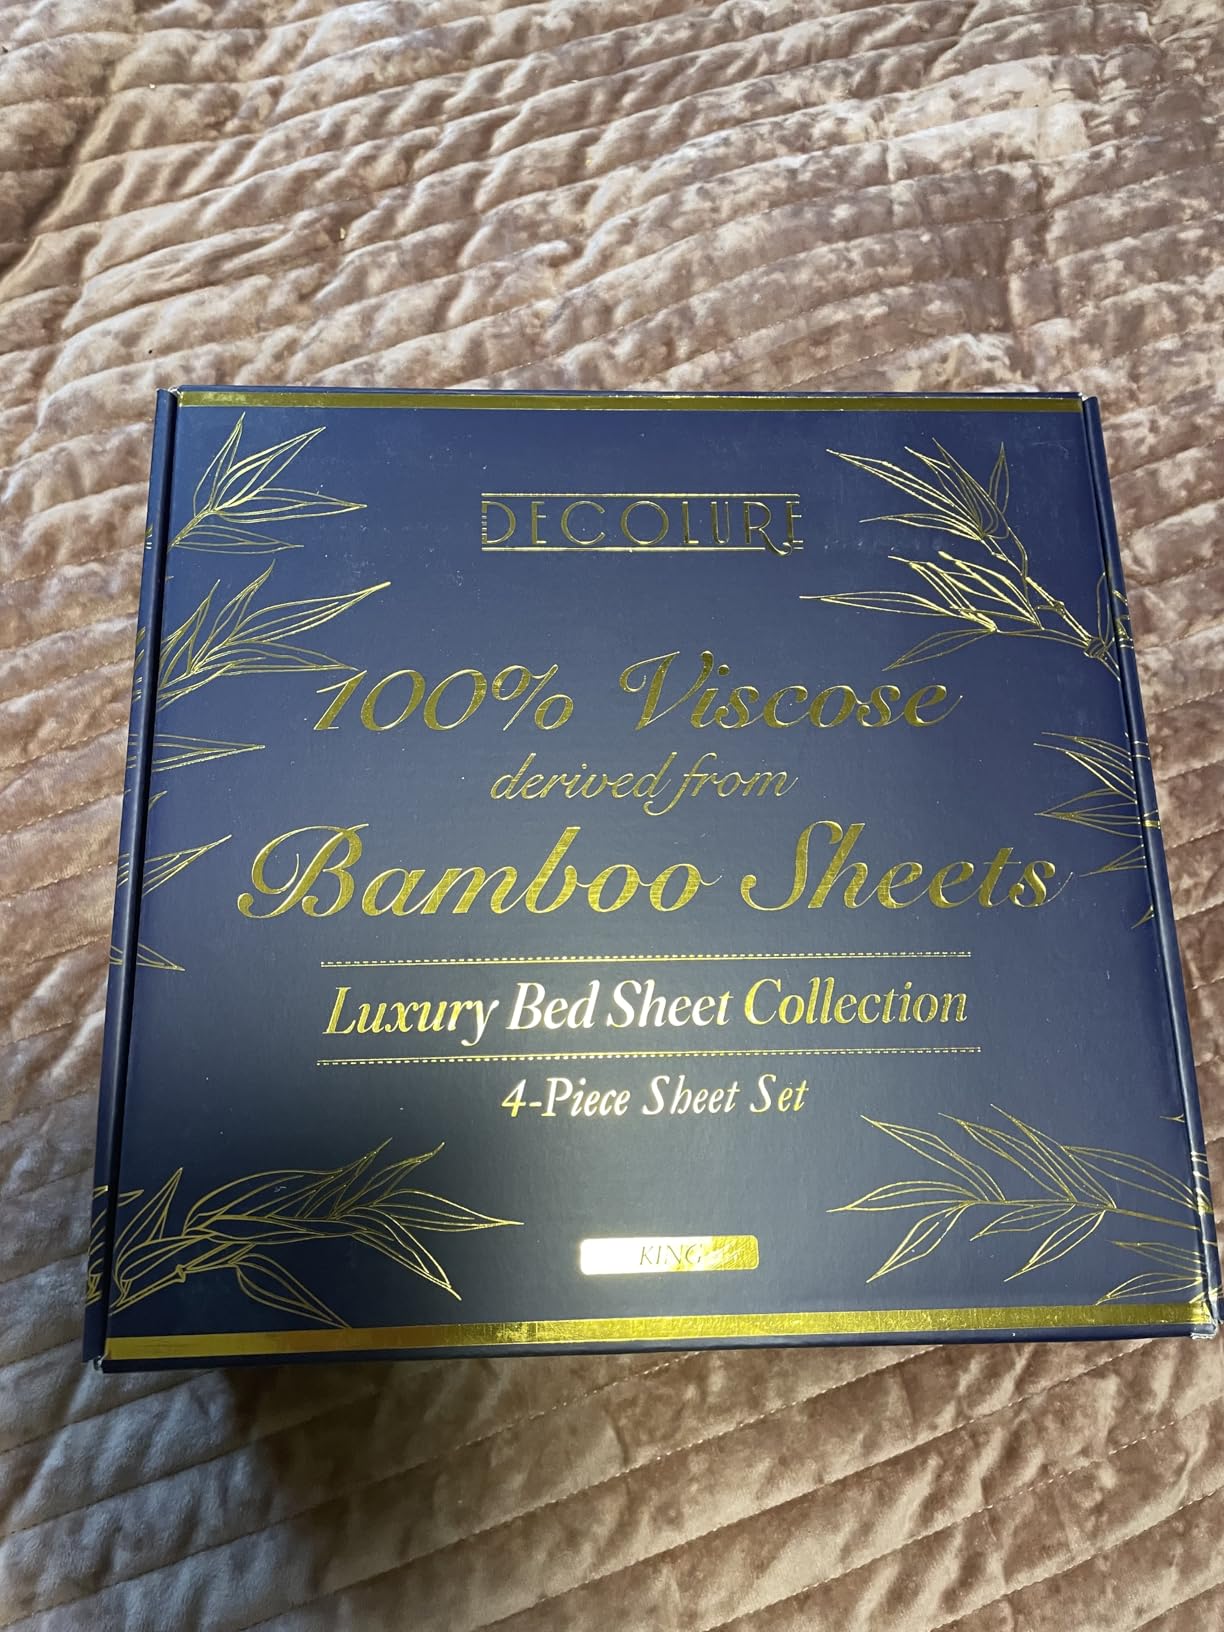 DECOLURE
100% Viscose
derived from
Bamboo Sheets
Luxury Bed Sheet Collection
4-Piece Sheet Set
KING